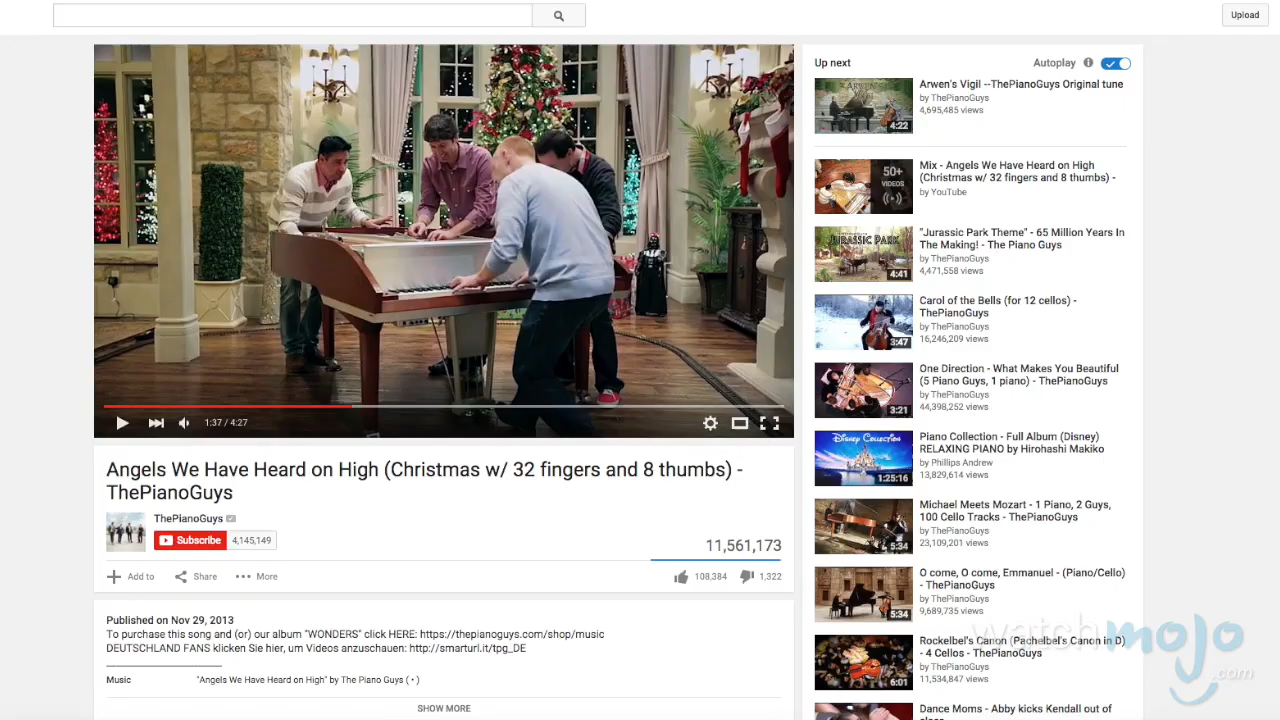 Upload
1:37 / 4:27
Angels We Have Heard on High (Christmas w/ 32 fingers and 8 thumbs) -
ThePianoGuys
ThePianoGuys
Subscribe 4,145,149
11,561,173
Add to Share More 108,384 1,322
Published on Nov 29, 2013
To purchase this song and (or) our album "WONDERS" click HERE: https://thepianoguys.com/shop/music
DEUTSCHLAND FANS klicken Sie hier, um Videos anzuschauen: http://smarturl.it/tpg_DE
Music "Angels We Have Heard on High" by The Piano Guys ( • )
SHOW MORE
Up next Autoplay
4:22
Arwen's Vigil --ThePianoGuys Original tune
by ThePianoGuys
4,695,485 views
50+
VIDEOS
Mix - Angels We Have Heard on High
(Christmas w/ 32 fingers and 8 thumbs) -
by YouTube
JURASSIC PARK
4:41
"Jurassic Park Theme" - 65 Million Years In
The Making! - The Piano Guys
by ThePianoGuys
4,471,558 views
3:47
Carol of the Bells (for 12 cellos) -
ThePianoGuys
by ThePianoGuys
16,246,209 views
3:21
One Direction - What Makes You Beautiful
(5 Piano Guys, 1 piano) - ThePianoGuys
by ThePianoGuys
44,398,252 views
Disney Collection
1:25:16
Piano Collection - Full Album (Disney)
RELAXING PIANO by Hirohashi Makiko
by Phillips Andrew
13,829,614 views
5:34
Michael Meets Mozart - 1 Piano, 2 Guys,
100 Cello Tracks - ThePianoGuys
by ThePianoGuys
23,109,201 views
5:34
O come, O come, Emmanuel - (Piano/Cello)
- ThePianoGuys
by ThePianoGuys
9,689,735 views
6:01
Rockelbel's Canon (Pachelbel's Canon in D)
- 4 Cellos - ThePianoGuys
by ThePianoGuys
11,534,847 views
Dance Moms - Abby kicks Kendall out of
watchmojo
.com